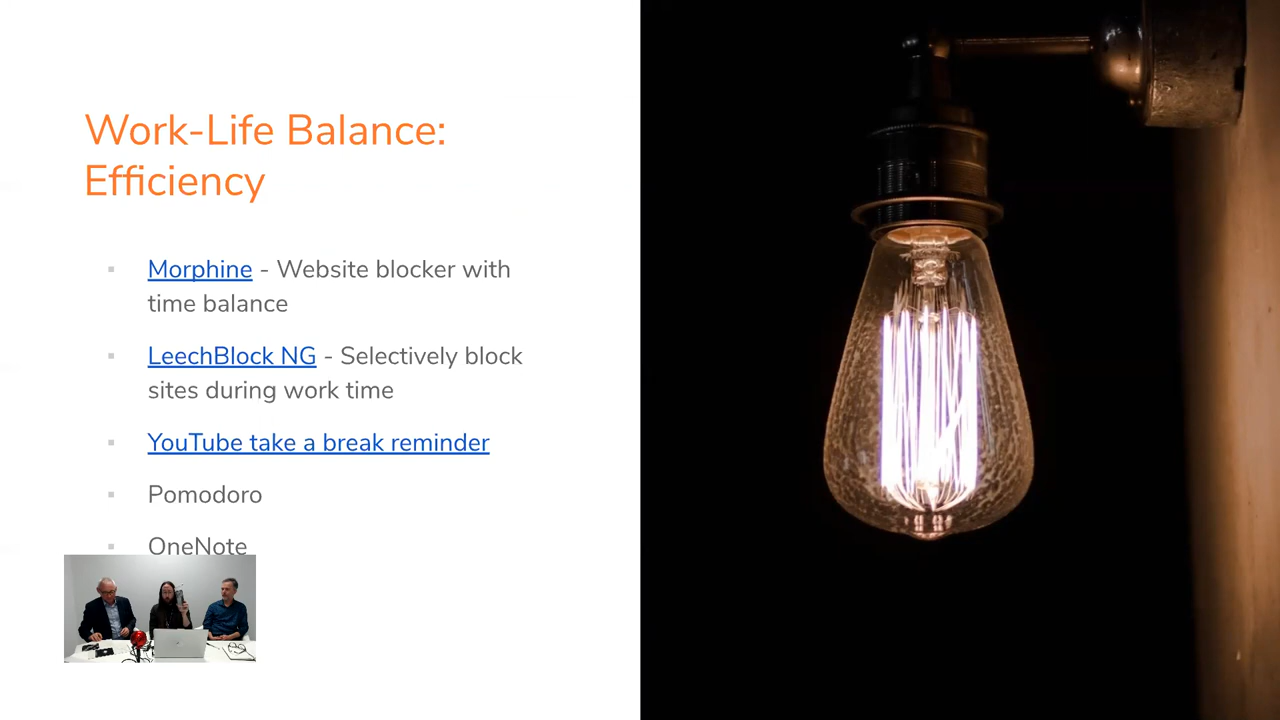 Work-Life Balance:
Efficiency
Morphine - Website blocker with
time balance
LeechBlock NG - Selectively block
sites during work time
YouTube take a break reminder
Pomodoro
OneNote